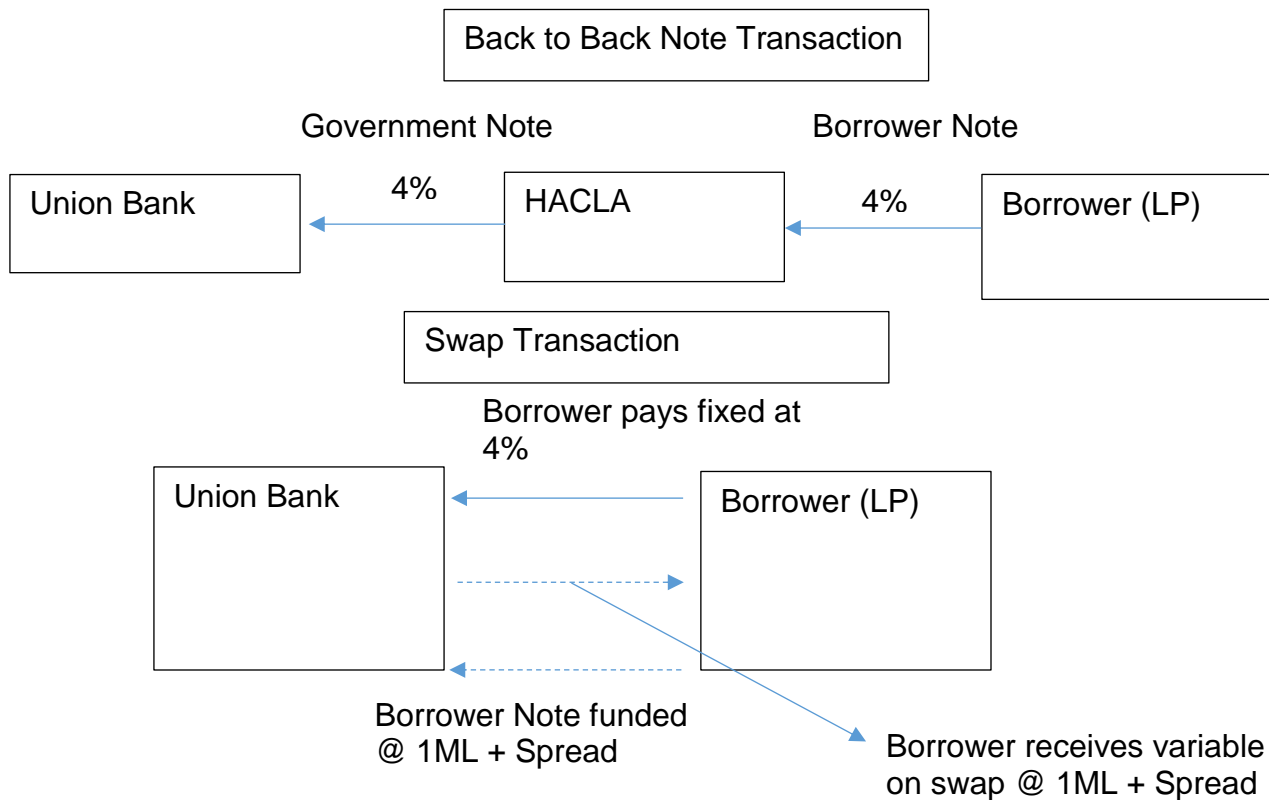 Back to Back Note Transaction
Government Note
Borrower Note
Union Bank
4%
HACLA
4%
Borrower (LP)
Swap Transaction
Borrower pays fixed at
4%
Union Bank
Borrower (LP)
Borrower Note funded
@ 1ML + Spread
Borrower receives variable
on swap @ 1ML + Spread